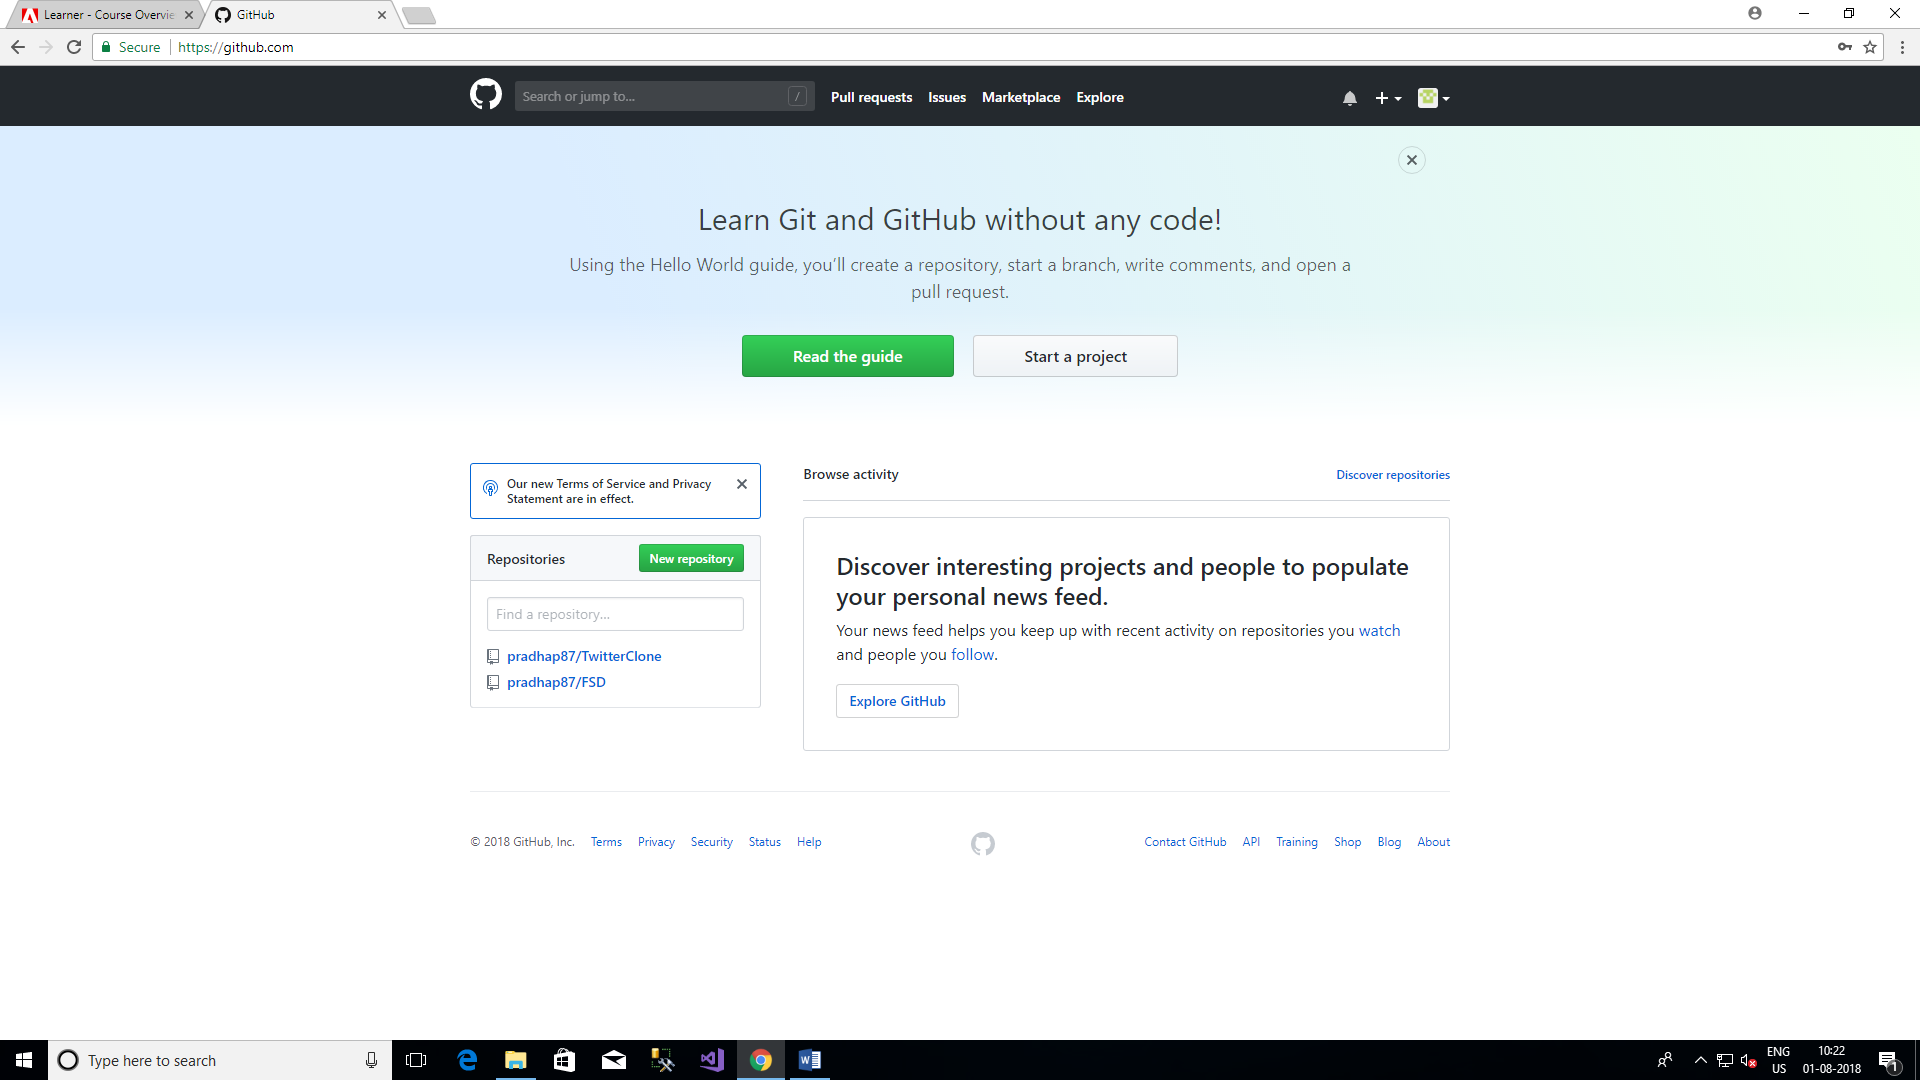 Learner - Course Overvie
GitHub
Secure
https://github.com
Search or jump to...
/
Pull requests
Issues
Marketplace
Explore
Learn Git and GitHub without any code!
Using the Hello World guide, you’ll create a repository, start a branch, write comments, and open a
pull request.
Read the guide
Start a project
Our new Terms of Service and Privacy
Statement are in effect.
Repositories
New repository
Find a repository...
pradhap87/TwitterClone
pradhap87/FSD
Browse activity
Discover repositories
Discover interesting projects and people to populate
your personal news feed.
Your news feed helps you keep up with recent activity on repositories you watch
and people you follow.
Explore GitHub
© 2018 GitHub, Inc.
Terms
Privacy
Security
Status
Help
Contact GitHub
API
Training
Shop
Blog
About
Type here to search
ENG
US
10:22
01-08-2018
1